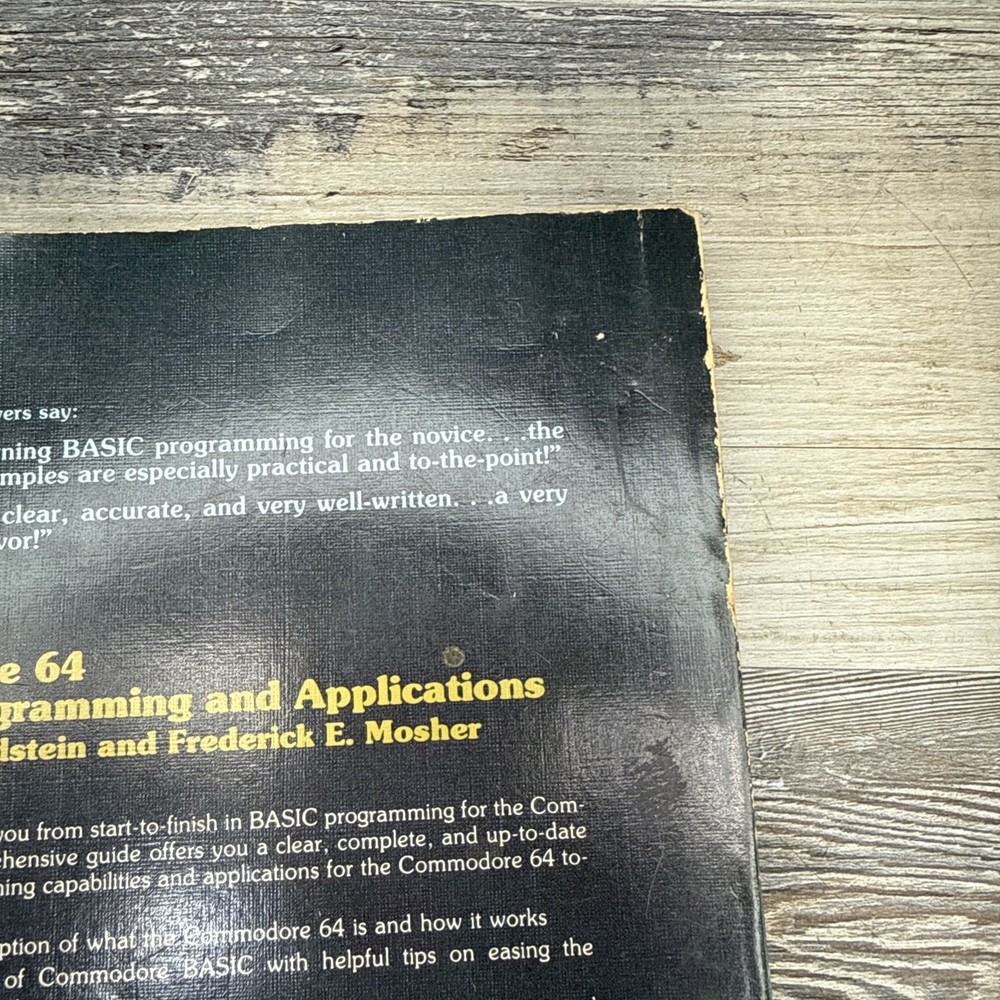 ers say:
ning BASIC programming for the novice. . .the
mples are especially practical and to-the-point!”
clear, accurate, and very well-written. . .a very
vor!”
e 64
gramming and Applications
lstein and Frederick E. Mosher
you from start-to-finish in BASIC programming for the Com-
hensive guide offers you a clear, complete, and up-to-date
ning capabilities and applications for the Commodore 64 to-
ption of what the Commodore 64 is and how it works
of Commodore BASIC with helpful tips on easing the